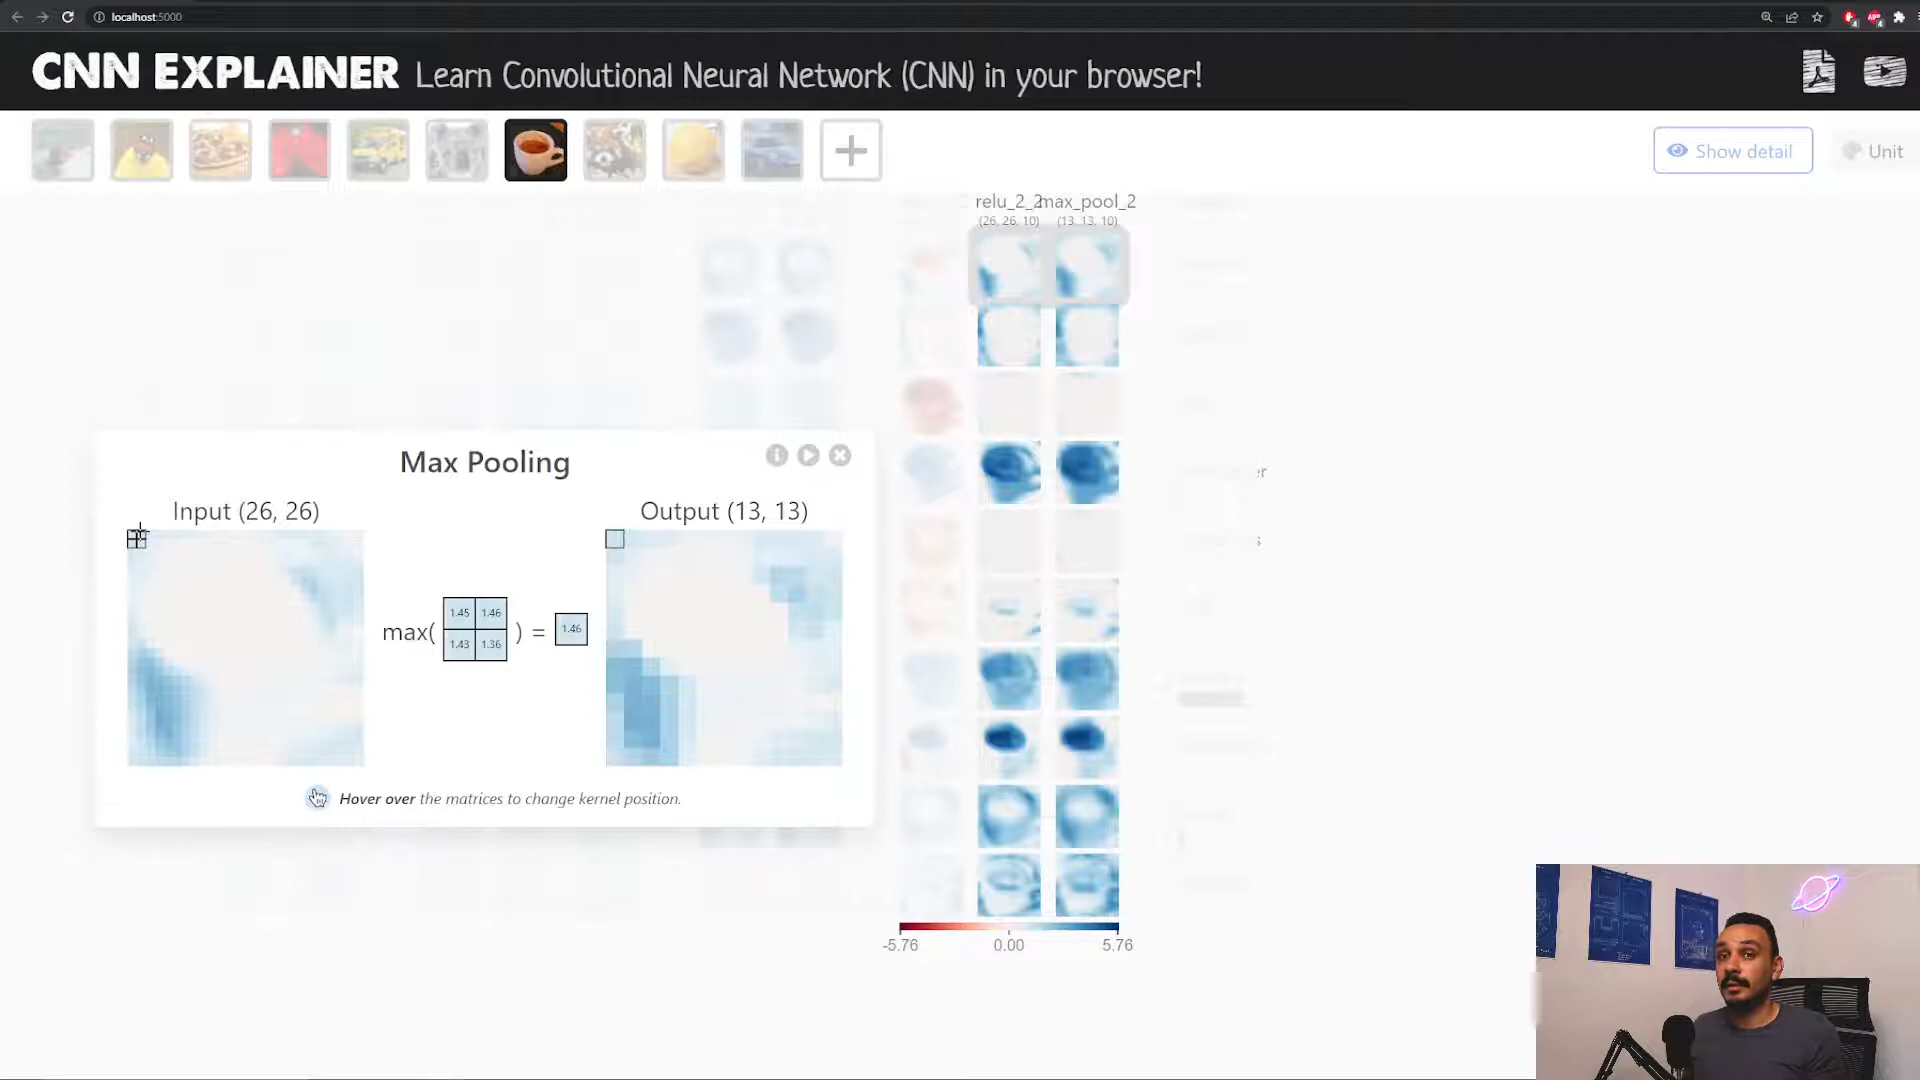 localhost:5000
CNN EXPLAINER Learn Convolutional Neural Network (CNN) in your browser!
Show detail
Unit
relu_2_2
max_pool_2
(26, 26, 10)
(13, 13, 10)
Max Pooling
Input (26, 26)
Output (13, 13)
max(
1.45 1.46
1.43 1.36
) =
1.46
Hover over the matrices to change kernel position.
er
s
-5.76
0.00
5.76